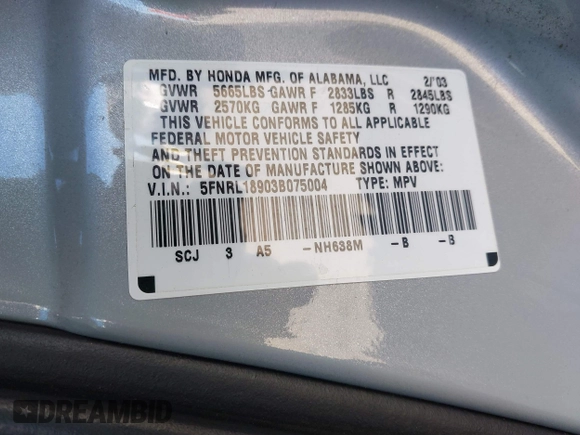 MFD. BY HONDA MFG. OF ALABAMA, LLC 2/'03
GVWR 5665LBS GAWR F 2833LBS R 2845LBS
GVWR 2570KG GAWR F 1285KG R 1290KG
THIS VEHICLE CONFORMS TO ALL APPLICABLE
FEDERAL MOTOR VEHICLE SAFETY
AND THEFT PREVENTION STANDARDS IN EFFECT
ON THE DATE OF MANUFACTURE SHOWN ABOVE:
V.I.N.: 5FNRL18903B075004 TYPE: MPV
SCJ 3 A5 -NH638M -B -B
DREAMBID